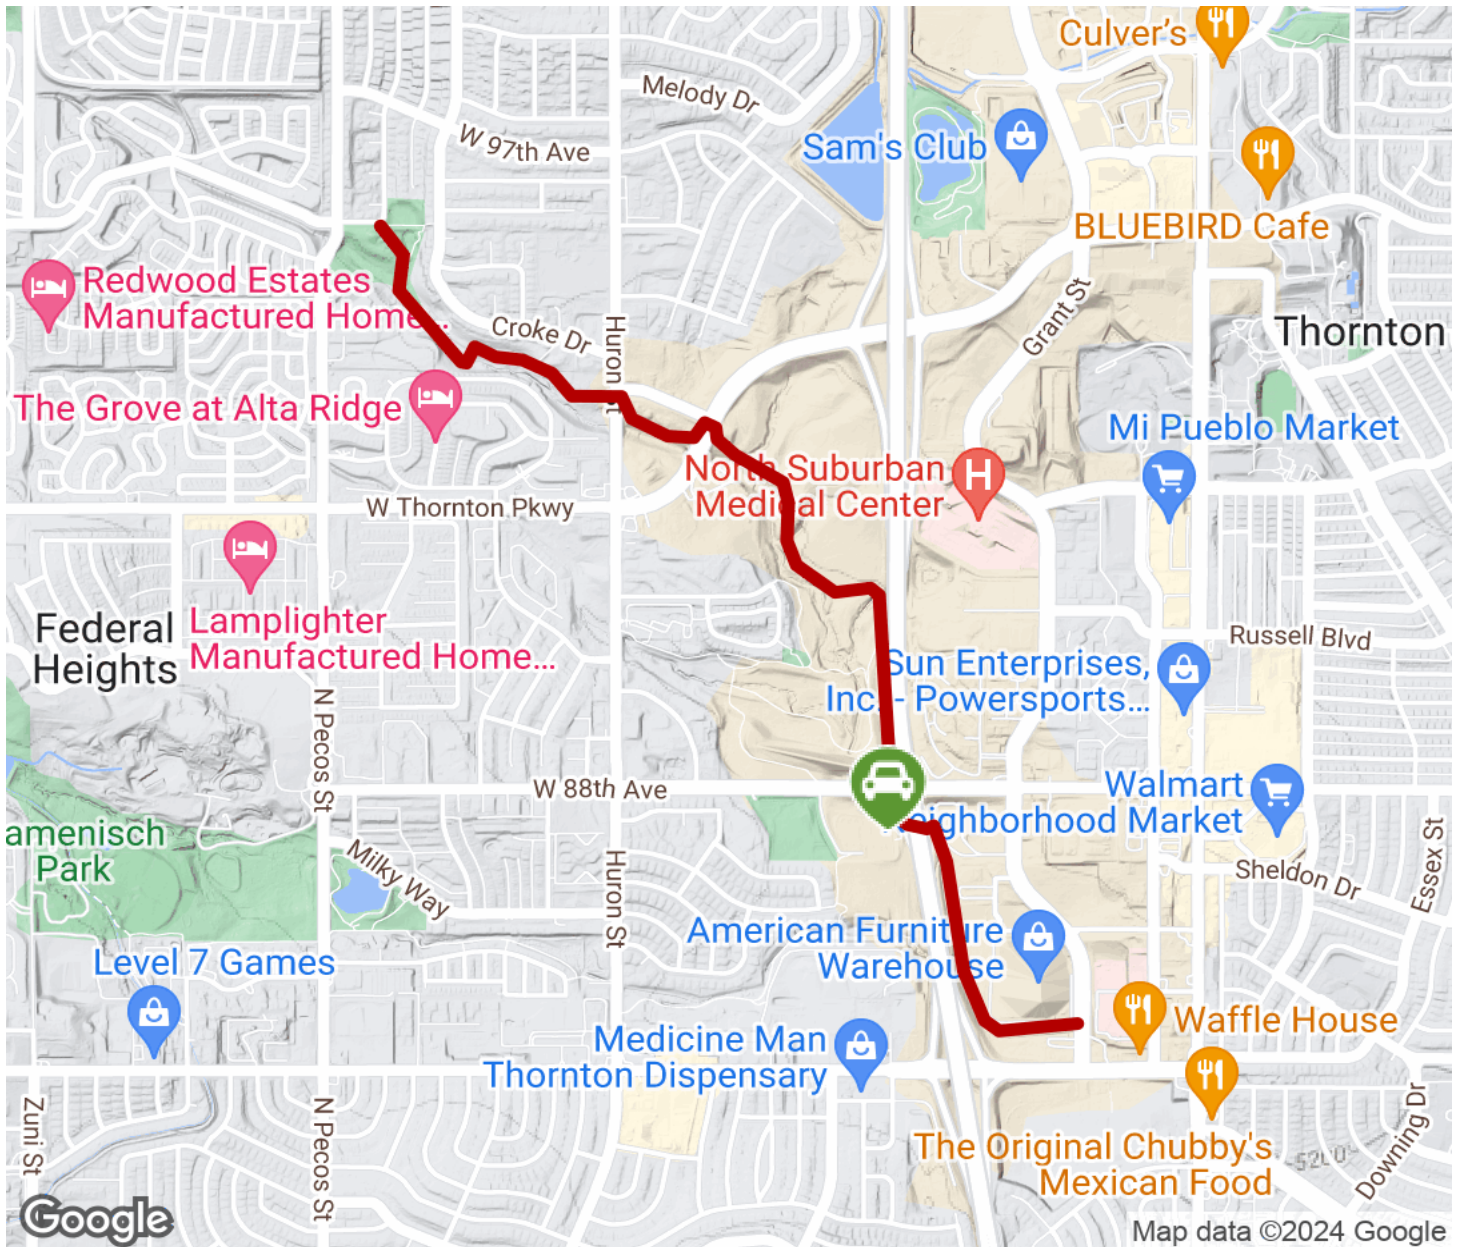 Culver's
Melody Dr
W 97th Ave
Sam's Club
BLUEBIRD Cafe
Redwood Estates
Manufactured Home...
Grant St
Croke Dr
Huron St
Thornton
The Grove at Alta Ridge
Mi Pueblo Market
North Suburban
Medical Center
W Thornton Pkwy
Federal
Heights
Lamplighter
Manufactured Home...
Russell Blvd
Sun Enterprises,
Inc. - Powersports...
N Pecos St
W 88th Ave
Walmart
Neighborhood Market
amenisch
Park
Milky Way
Huron St
Sheldon Dr
Essex St
American Furniture
Warehouse
Level 7 Games
Waffle House
Medicine Man
Thornton Dispensary
Zuni St
N Pecos St
The Original Chubby's
Mexican Food
5200
Downing Dr
Google
Map data ©2024 Google